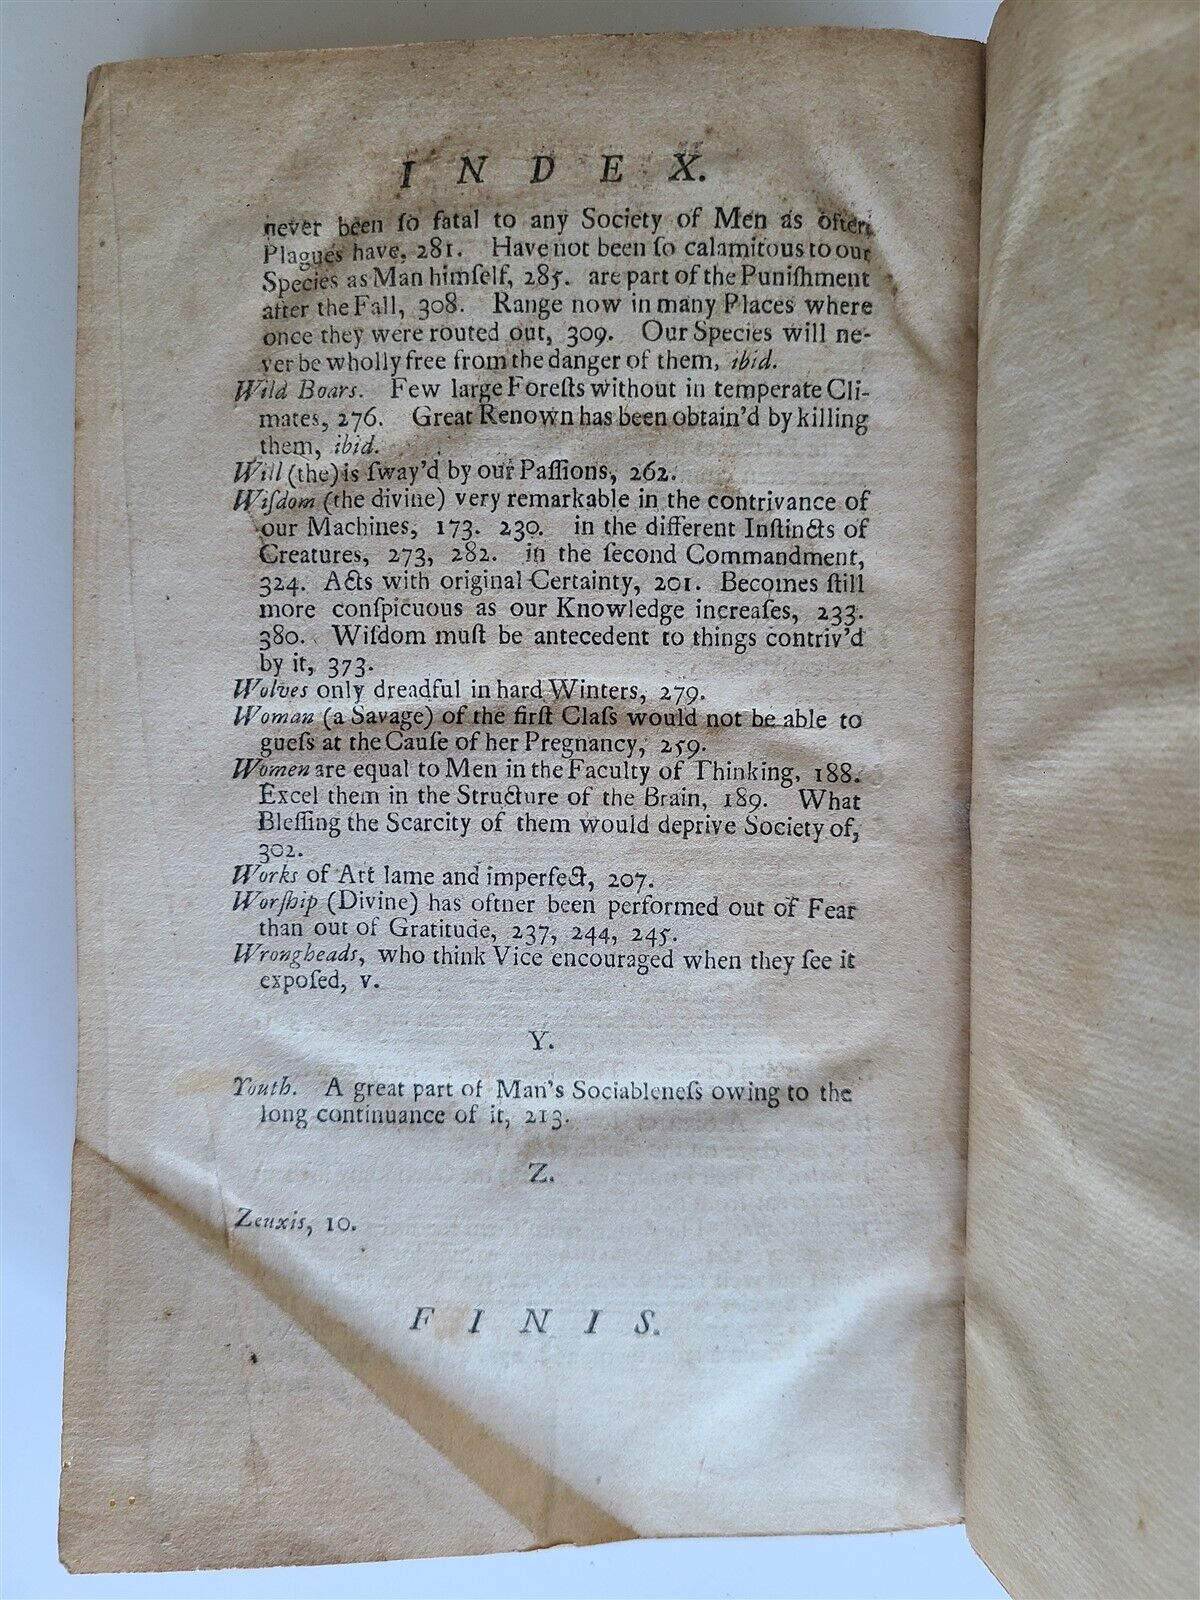 INDEX.
never been ſo fatal to any Society of Men as often
Plagues have, 281. Have not been ſo calamitous to our
Species as Man himſelf, 285. are part of the Puniſhment
after the Fall, 308. Range now in many Places where
once they were routed out, 309. Our Species will ne-
ver be wholly free from the danger of them, ibid.
Wild Boars. Few large Foreſts without in temperate Cli-
mates, 276. Great Renown has been obtain'd by killing
them, ibid.
Will (the) is ſway'd by our Paſſions, 262.
Wiſdom (the divine) very remarkable in the contrivance of
our Machines, 173. 230. in the different Inſtincts of
Creatures, 273, 282. in the ſecond Commandment,
324. Acts with original Certainty, 201. Becomes ſtill
more conſpicuous as our Knowledge increaſes, 233.
380. Wiſdom muſt be antecedent to things contriv'd
by it, 373.
Wolves only dreadful in hard Winters, 279.
Woman (a Savage) of the firſt Claſs would not be able to
gueſs at the Cauſe of her Pregnancy, 259.
Women are equal to Men in the Faculty of Thinking, 188.
Excel them in the Structure of the Brain, 189. What
Bleſſing the Scarcity of them would deprive Society of,
302.
Works of Art lame and imperfect, 207.
Worſhip (Divine) has oftner been performed out of Fear
than out of Gratitude, 237, 244, 245.
Wrongheads, who think Vice encouraged when they ſee it
expoſed, v.
Y.
Youth. A great part of Man's Sociableneſs owing to the
long continuance of it, 213.
Z.
Zeuxis, 10.
FINIS.